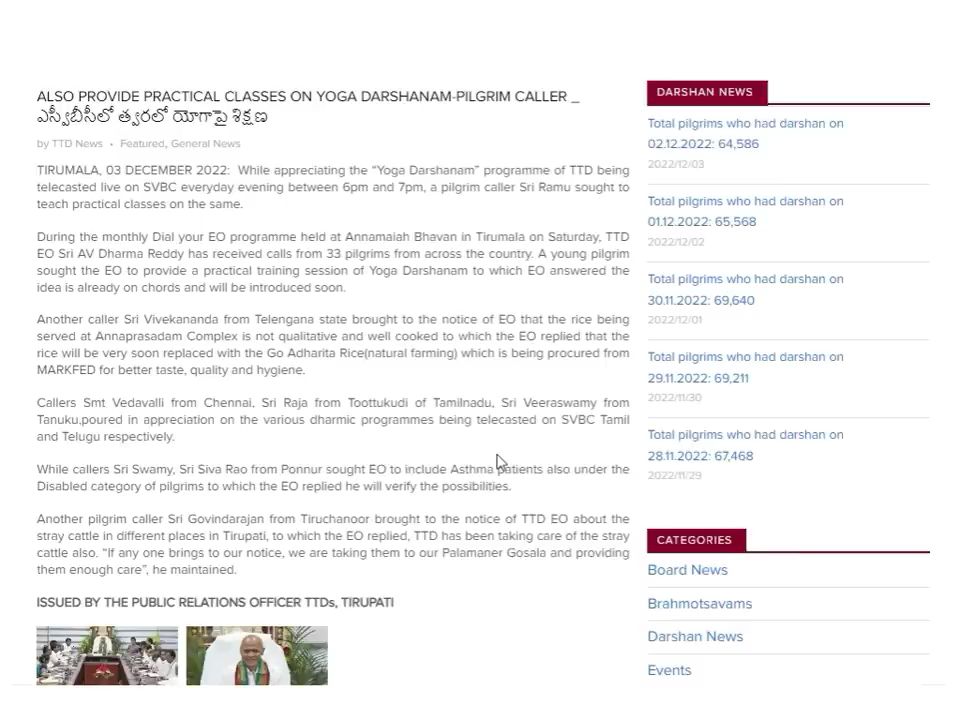 ALSO PROVIDE PRACTICAL CLASSES ON YOGA DARSHANAM-PILGRIM CALLER _
ఎస్వీబీసీలో త్వరలో యోగాపై శిక్షణ
by TTD News • Featured, General News
TIRUMALA, 03 DECEMBER 2022: While appreciating the “Yoga Darshanam” programme of TTD being
telecasted live on SVBC everyday evening between 6pm and 7pm, a pilgrim caller Sri Ramu sought to
teach practical classes on the same.
During the monthly Dial your EO programme held at Annamaiah Bhavan in Tirumala on Saturday, TTD
EO Sri AV Dharma Reddy has received calls from 33 pilgrims from across the country. A young pilgrim
sought the EO to provide a practical training session of Yoga Darshanam to which EO answered the
idea is already on chords and will be introduced soon.
Another caller Sri Vivekananda from Telengana state brought to the notice of EO that the rice being
served at Annaprasadam Complex is not qualitative and well cooked to which the EO replied that the
rice will be very soon replaced with the Go Adharita Rice(natural farming) which is being procured from
MARKFED for better taste, quality and hygiene.
Callers Smt Vedavalli from Chennai, Sri Raja from Toottukudi of Tamilnadu, Sri Veeraswamy from
Tanuku,poured in appreciation on the various dharmic programmes being telecasted on SVBC Tamil
and Telugu respectively.
While callers Sri Swamy, Sri Siva Rao from Ponnur sought EO to include Asthma patients also under the
Disabled category of pilgrims to which the EO replied he will verify the possibilities.
Another pilgrim caller Sri Govindarajan from Tiruchanoor brought to the notice of TTD EO about the
stray cattle in different places in Tirupati, to which the EO replied, TTD has been taking care of the stray
cattle also. “If any one brings to our notice, we are taking them to our Palamaner Gosala and providing
them enough care”, he maintained.
ISSUED BY THE PUBLIC RELATIONS OFFICER TTDs, TIRUPATI
DARSHAN NEWS
Total pilgrims who had darshan on
02.12.2022: 64,586
2022/12/03
Total pilgrims who had darshan on
01.12.2022: 65,568
2022/12/02
Total pilgrims who had darshan on
30.11.2022: 69,640
2022/12/01
Total pilgrims who had darshan on
29.11.2022: 69,211
2022/11/30
Total pilgrims who had darshan on
28.11.2022: 67,468
2022/11/29
CATEGORIES
Board News
Brahmotsavams
Darshan News
Events